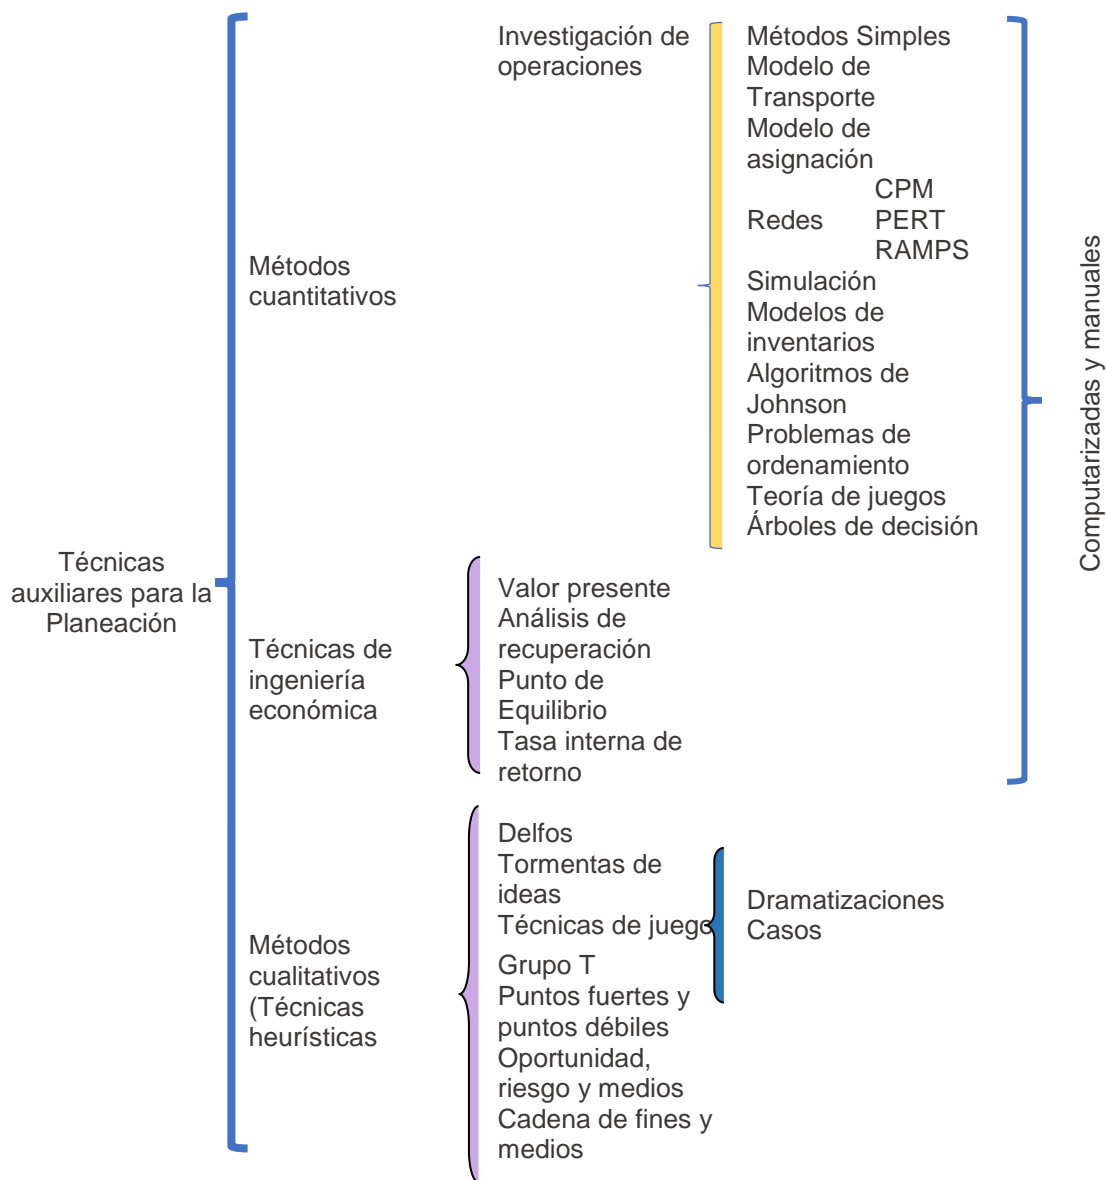 Técnicas
auxiliares para la
Planeación
Métodos
cuantitativos
Investigación de
operaciones
Métodos Simples
Modelo de
Transporte
Modelo de
asignación
Redes
CPM
PERT
RAMPS
Simulación
Modelos de
inventarios
Algoritmos de
Johnson
Problemas de
ordenamiento
Teoría de juegos
Árboles de decisión
Técnicas de
ingeniería
económica
Valor presente
Análisis de
recuperación
Punto de
Equilibrio
Tasa interna de
retorno
Computarizadas y manuales
Métodos
cualitativos
(Técnicas
heurísticas
Delfos
Tormentas de
ideas
Técnicas de juego
Grupo T
Puntos fuertes y
puntos débiles
Oportunidad,
riesgo y medios
Cadena de fines y
medios
Dramatizaciones
Casos